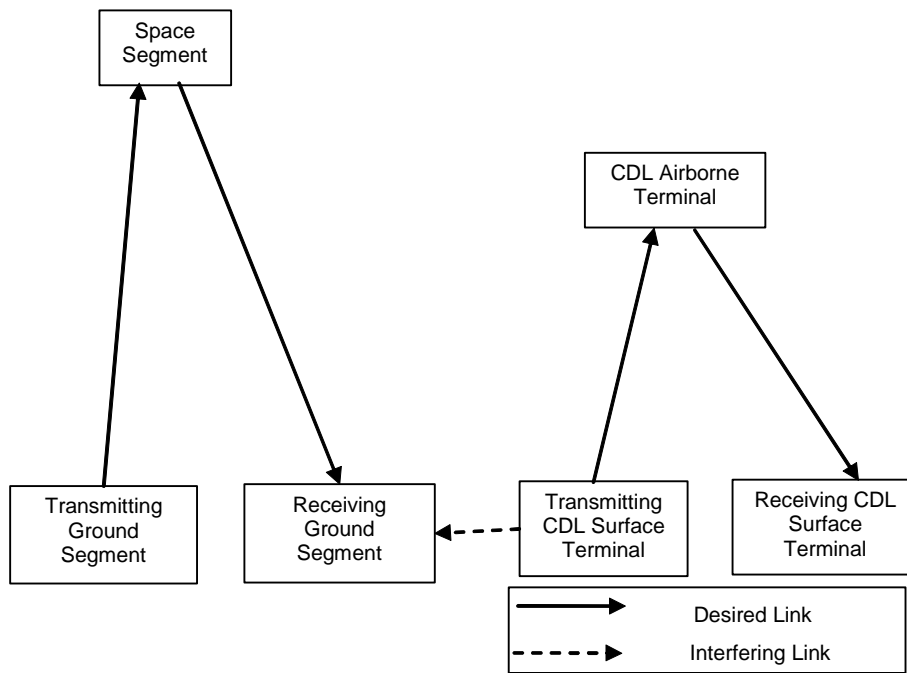 Space
Segment
CDL Airborne
Terminal
Transmitting
Ground
Segment
Receiving
Ground
Segment
Transmitting
CDL Surface
Terminal
Receiving CDL
Surface
Terminal
Desired Link
Interfering Link